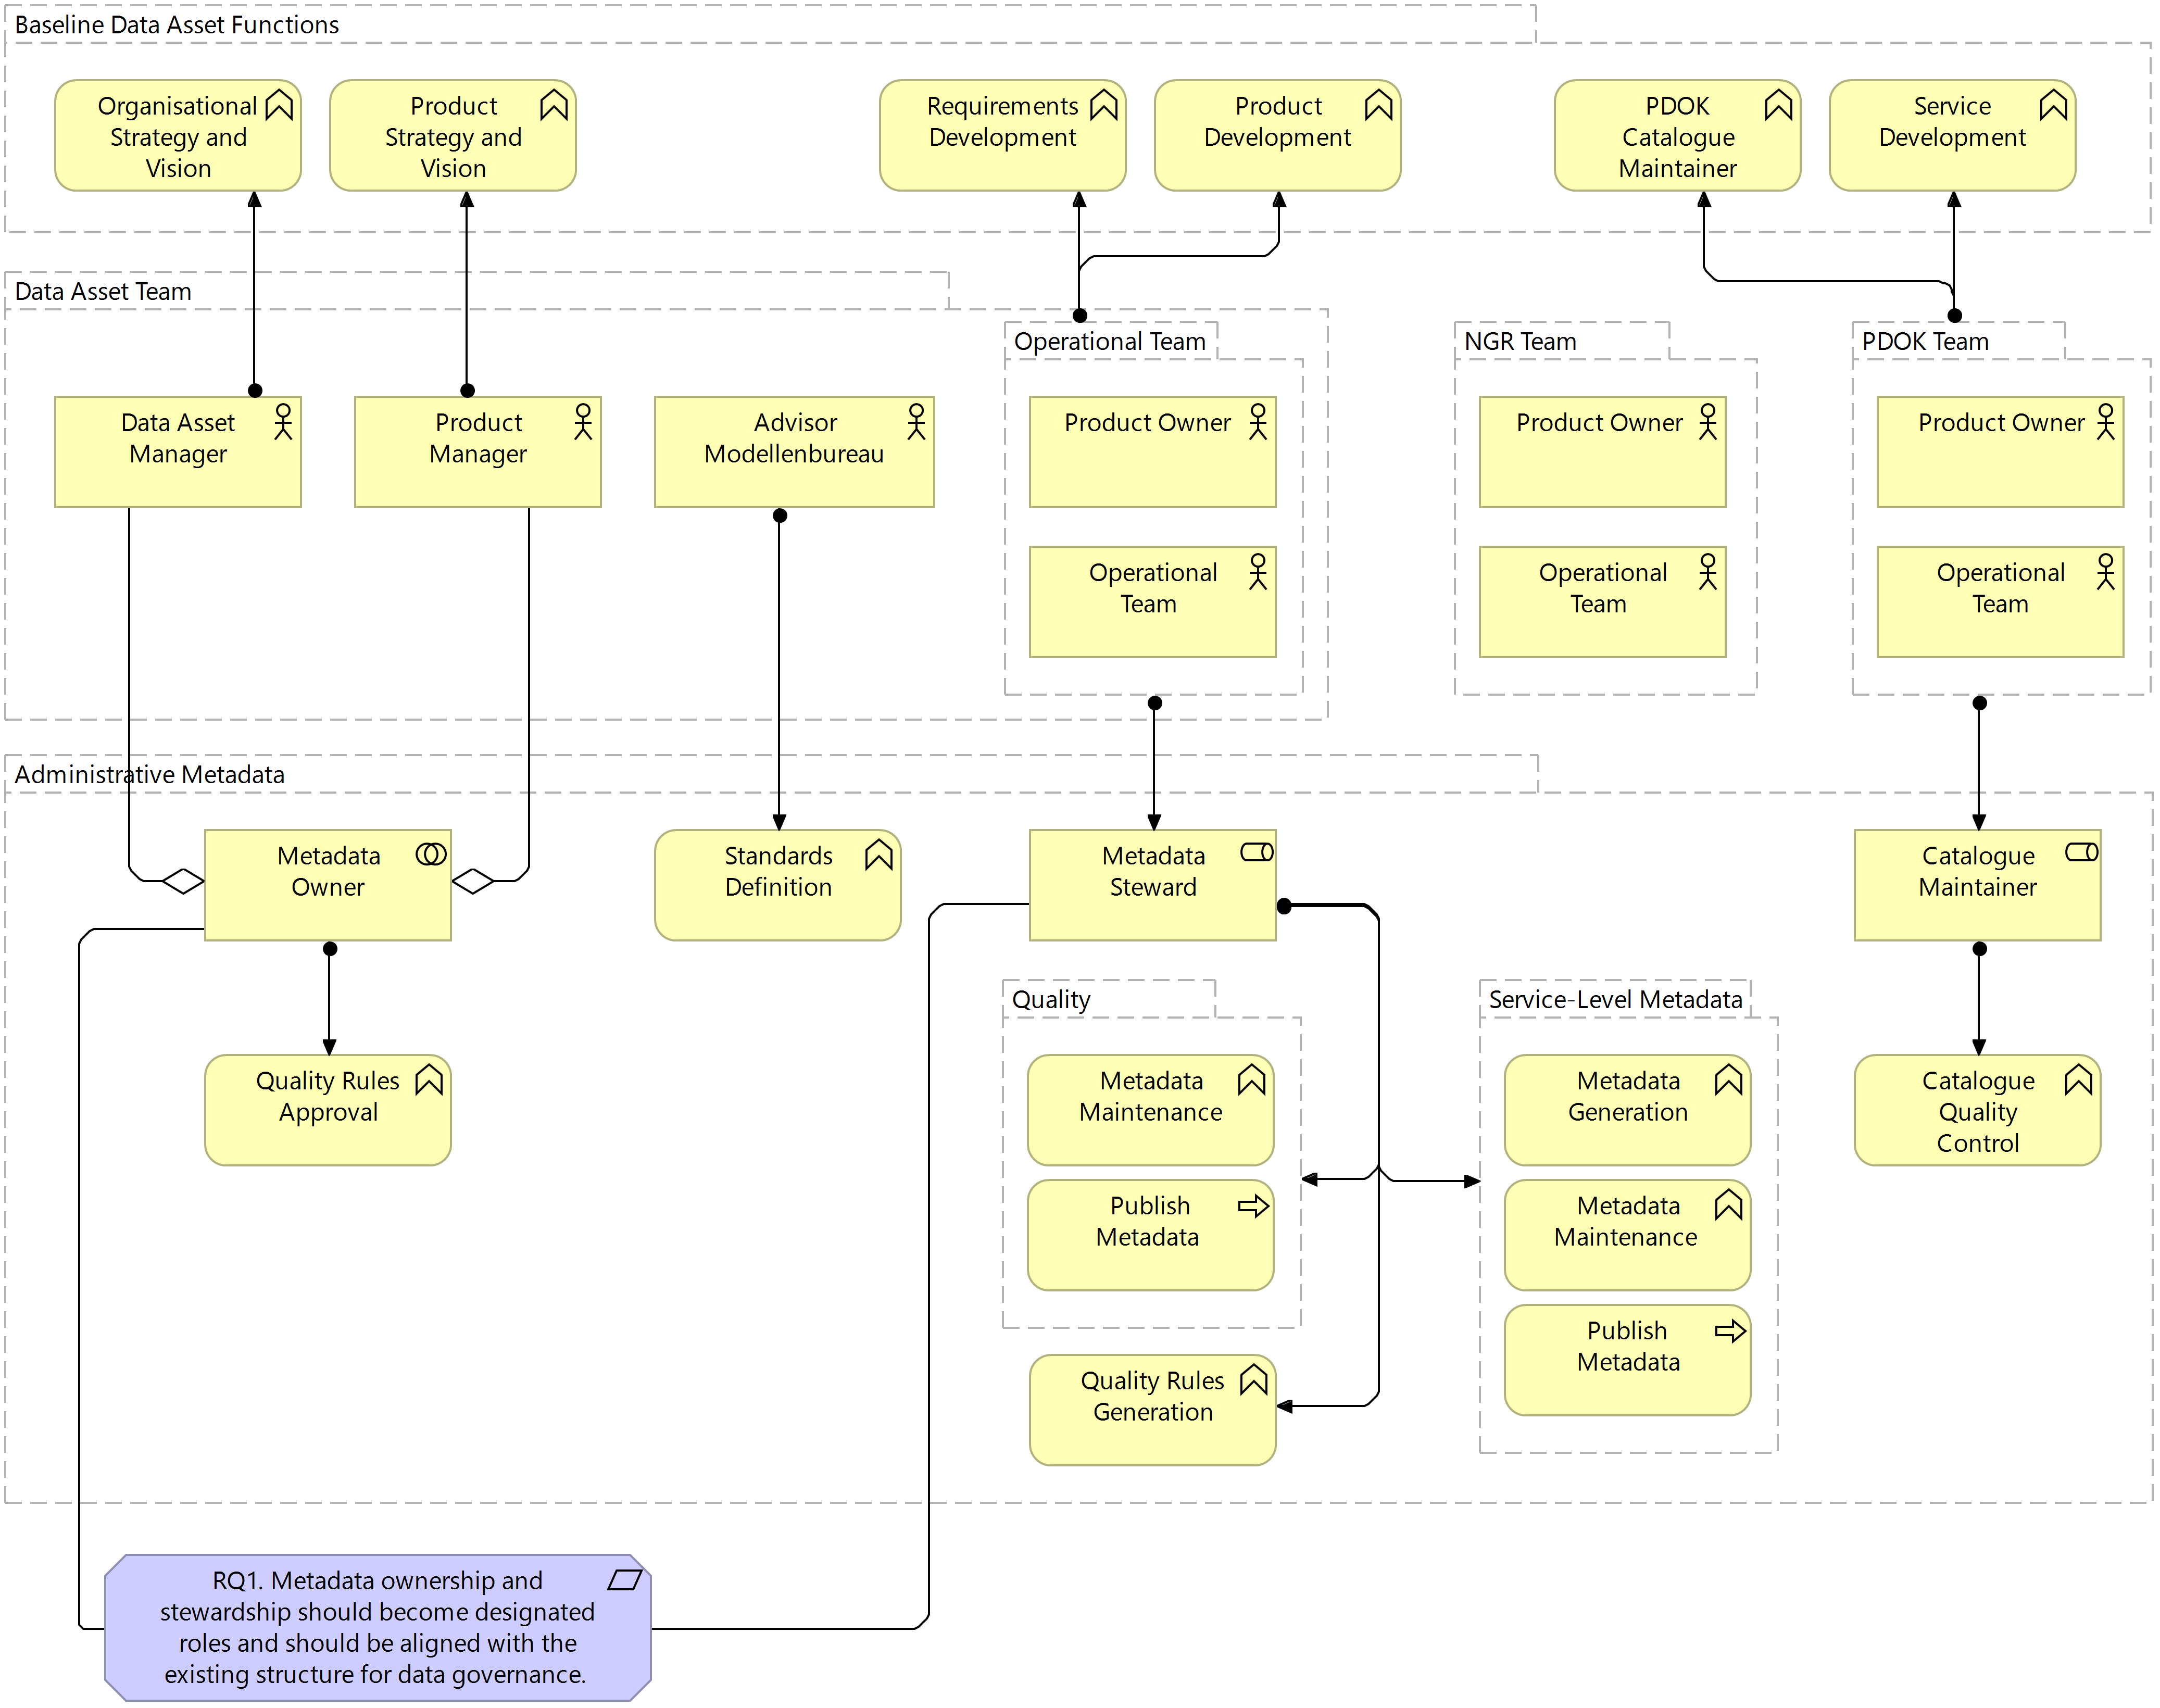 Baseline Data Asset Functions
Organisational
Strategy and
Vision
Product
Strategy and
Vision
Requirements
Development
Product
Development
PDOK
Catalogue
Maintainer
Service
Development
Data Asset Team
Operational Team
NGR Team
PDOK Team
Data Asset
Manager
Product
Manager
Advisor
Modellenbureau
Product Owner
Product Owner
Product Owner
Operational
Team
Operational
Team
Operational
Team
Administrative Metadata
Metadata
Owner
Standards
Definition
Metadata
Steward
Catalogue
Maintainer
Quality
Service-Level Metadata
Quality Rules
Approval
Metadata
Maintenance
Metadata
Generation
Catalogue
Quality
Control
Publish
Metadata
Metadata
Maintenance
Publish
Metadata
Quality Rules
Generation
RQ1. Metadata ownership and
stewardship should become designated
roles and should be aligned with the
existing structure for data governance.